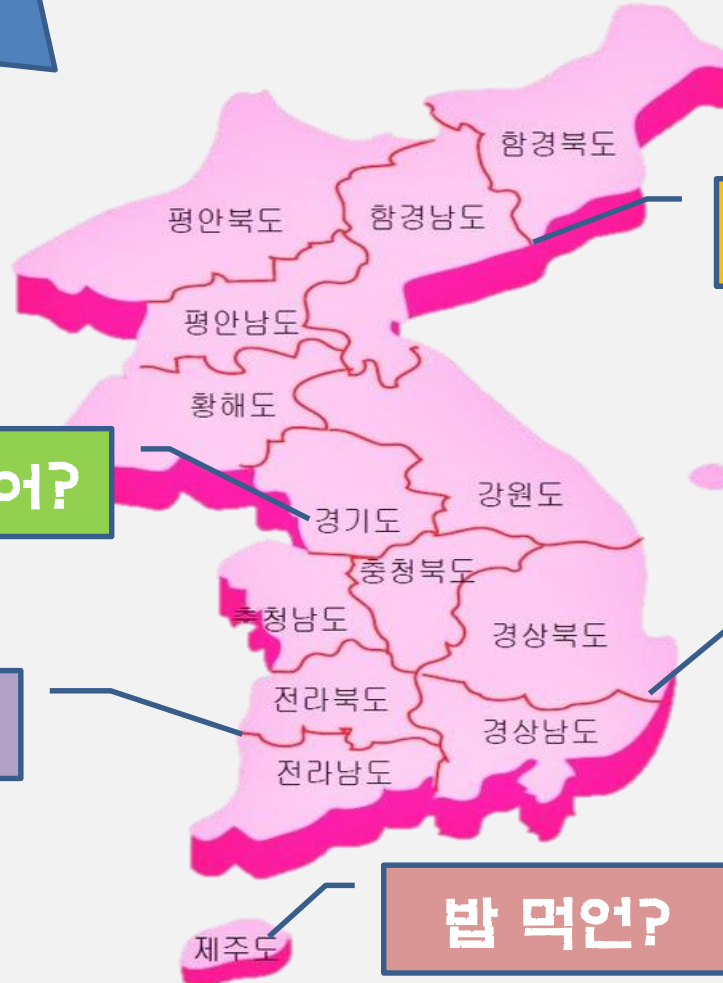 함경북도
평안북도
함경남도
평안남도
황해도
어?
강원도
경기도
충청북도
충청남도
경상북도
전라북도
경상남도
전라남도
밥 먹언?
제주도